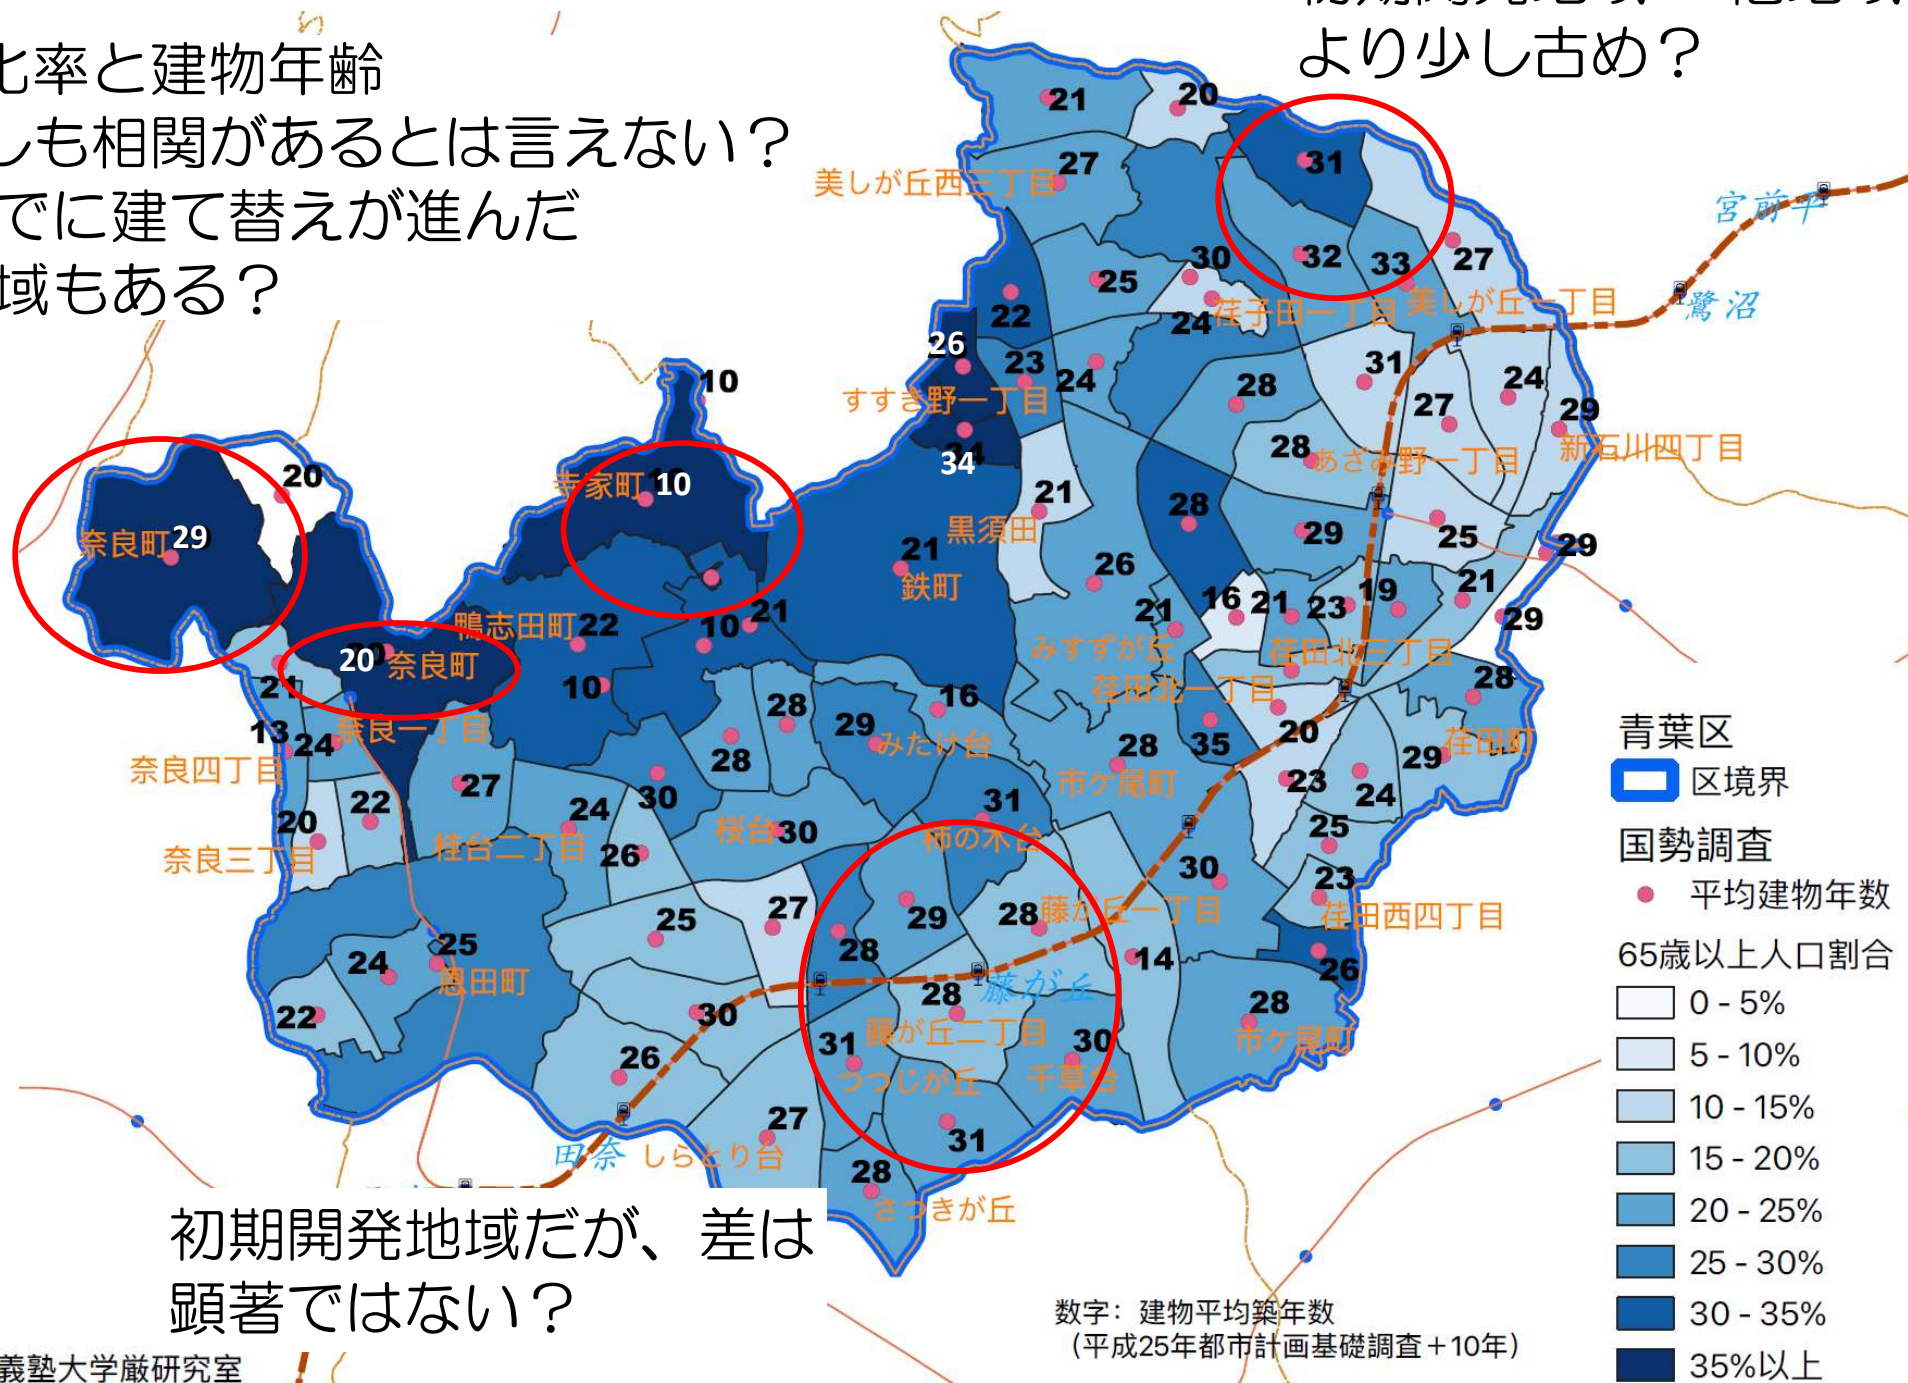 より少し古め？
比率と建物年齢
しも相関があるとは言えない？
でに建て替えが進んだ
域もある？
21
20
31
27
美しが丘西三丁目
宮前平
32
33
27
30
25
鷺沼
美しが丘一丁目
荏子田一丁目
22
24
26
23
24
31
24
10
28
27
29
すすき野一丁目
28
あざみ野一丁目
新石川四丁目
34
20
寺家町
10
21
28
黒須田
奈良町
29
29
25
29
21
鉄町
26
21
16
21
23
19
21
29
鴨志田町
22
10
21
みすずが丘
荏田北三丁目
20
奈良町
10
28
16
荏田北一丁目
28
21
13
24
奈良一丁目
29
みたけ台
28
35
20
29
荏田町
奈良四丁目
28
市ケ尾町
27
30
23
24
22
24
31
20
桜台
30
25
奈良三丁目
桂台二丁目
26
柿の木台
30
23
27
29
28
藤が丘一丁目
荏田西四丁目
25
28
14
26
24
25
恩田町
28
藤が丘
28
22
30
藤が丘二丁目
市ケ尾町
26
31
30
つつじが丘
千草台
27
31
田奈
しらとり台
28
さつきが丘
初期開発地域だが、差は
顕著ではない？
青葉区
区境界
国勢調査
平均建物年数
65歳以上人口割合
0 - 5%
5 - 10%
10 - 15%
15 - 20%
20 - 25%
25 - 30%
30 - 35%
35%以上
数字：建物平均築年数
（平成25年都市計画基礎調査＋10年）
義塾大学厳研究室